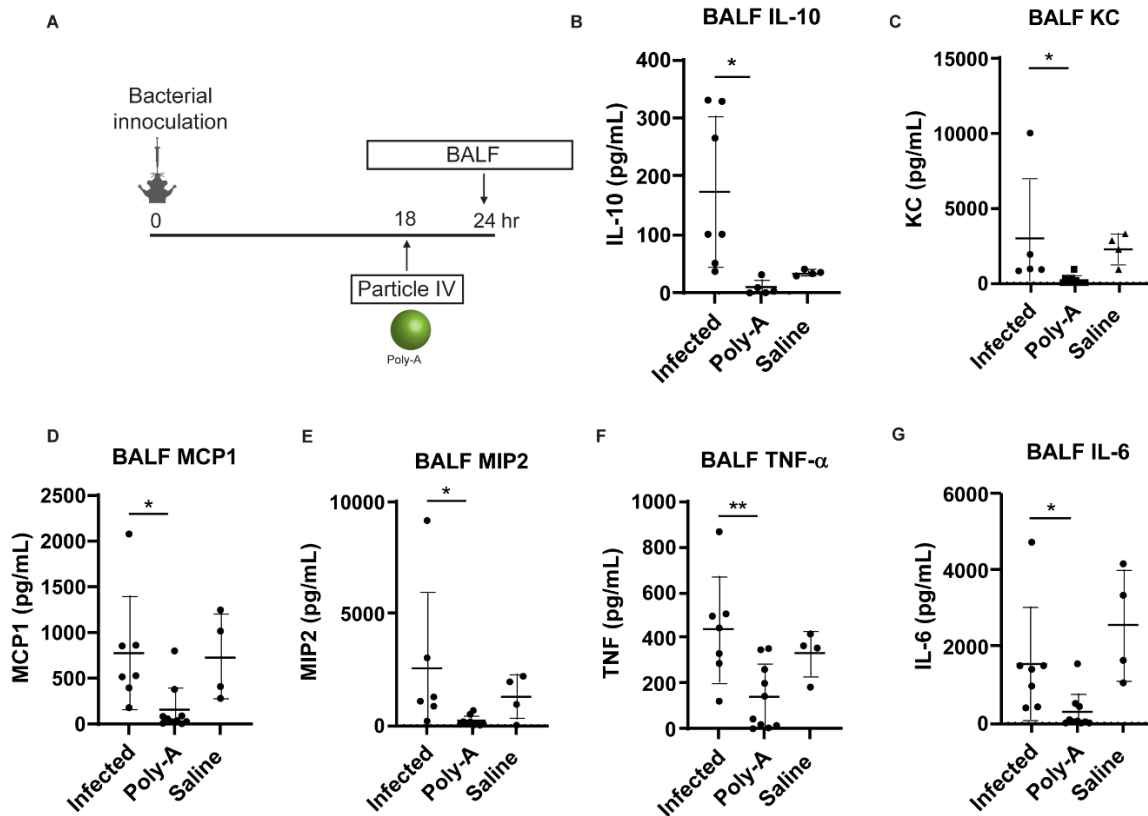 A
Bacterial
innoculation
0
18
24 hr
BALF
Particle IV
Poly-A
B
BALF IL-10
IL-10 (pg/mL)
400
300
200
100
0
*
Infected
Poly-A
Saline
C
BALF KC
KC (pg/mL)
15000
10000
5000
0
*
Infected
Poly-A
Saline
D
BALF MCP1
MCP1 (pg/mL)
2500
2000
1500
1000
500
0
*
Infected
Poly-A
Saline
E
BALF MIP2
MIP2 (pg/mL)
10000
5000
0
*
Infected
Poly-A
Saline
F
BALF TNF-α
TNF (pg/mL)
1000
800
600
400
200
0
**
Infected
Poly-A
Saline
G
BALF IL-6
IL-6 (pg/mL)
6000
4000
2000
0
*
Infected
Poly-A
Saline